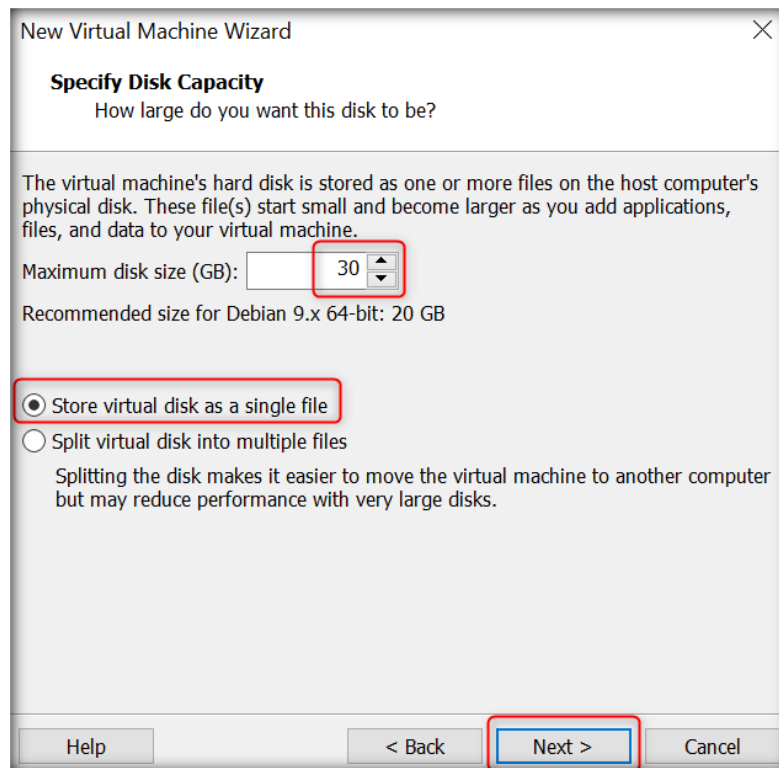 New Virtual Machine Wizard
Specify Disk Capacity
How large do you want this disk to be?
The virtual machine's hard disk is stored as one or more files on the host computer's
physical disk. These file(s) start small and become larger as you add applications,
files, and data to your virtual machine.
Maximum disk size (GB): 30
Recommended size for Debian 9.x 64-bit: 20 GB
Store virtual disk as a single file
Split virtual disk into multiple files
Splitting the disk makes it easier to move the virtual machine to another computer
but may reduce performance with very large disks.
Help < Back Next > Cancel